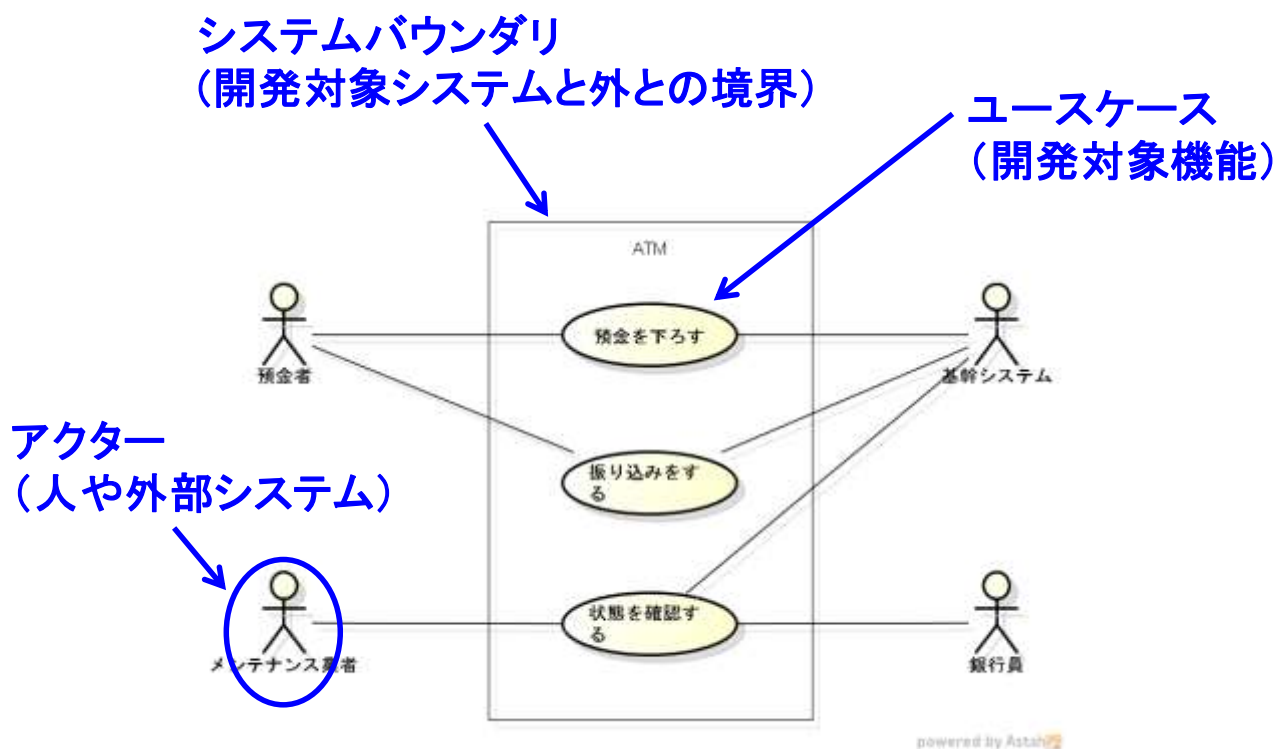 システムバウンダリ
（開発対象システムと外との境界）
ユースケース
（開発対象機能）
ATM
預金を下ろす
預金者
基幹システム
アクター
（人や外部システム）
振り込みをす
る
状態を確認す
る
メンテナンス業者
銀行員
powered by Astah